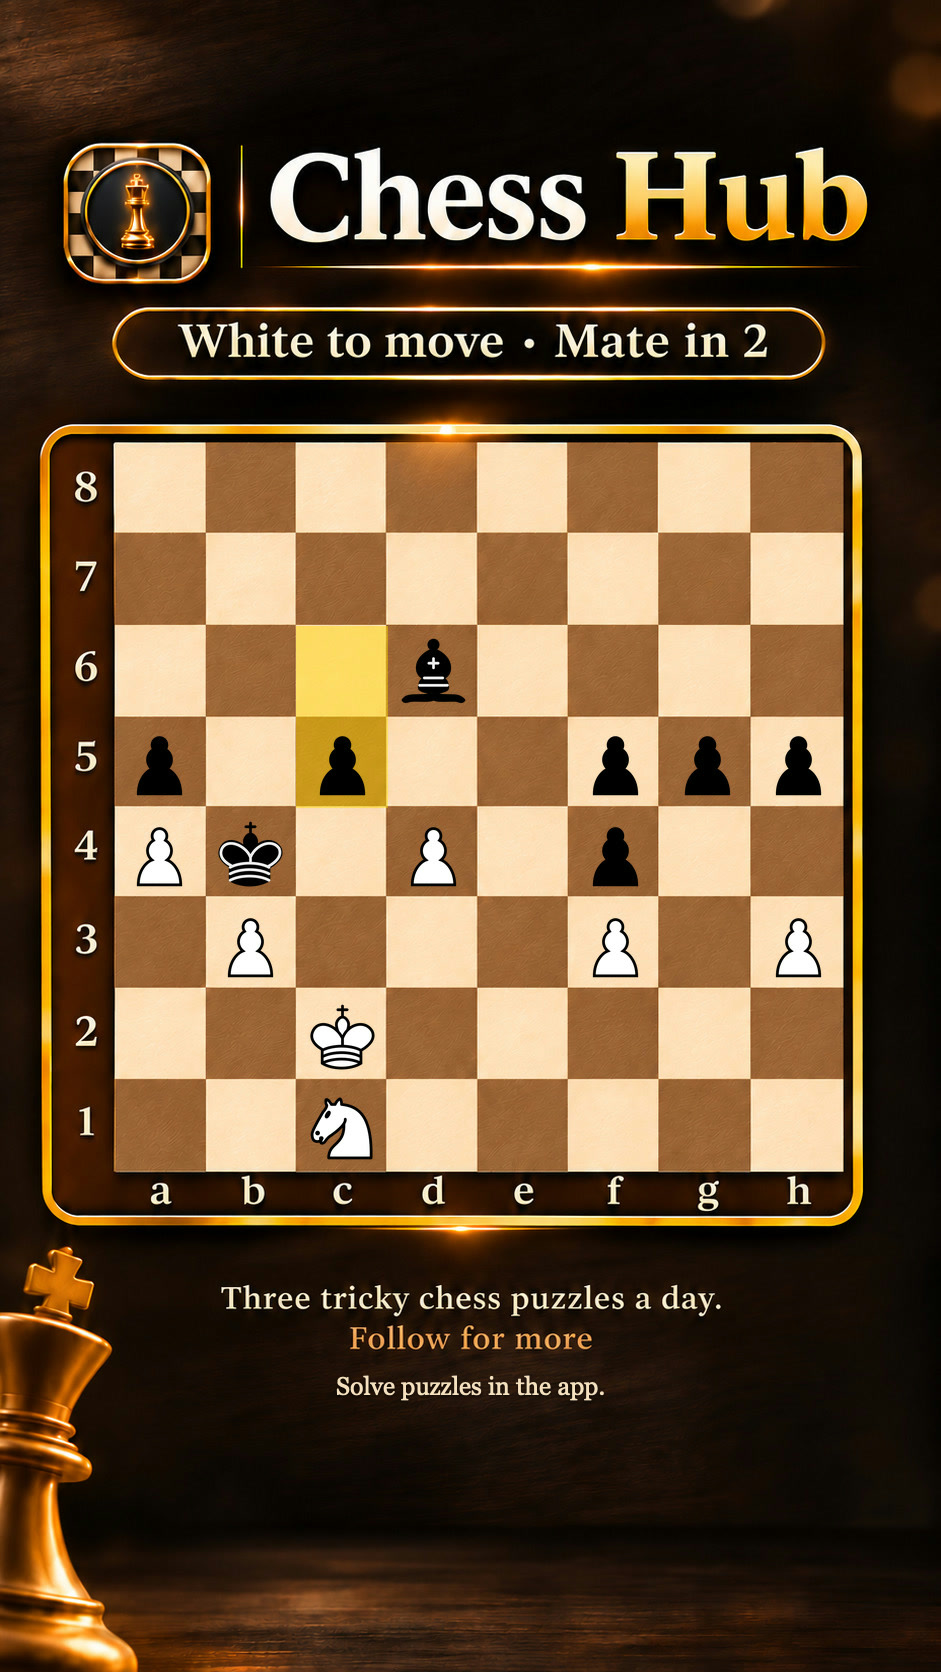 Chess Hub
White to move • Mate in 2
8
7
6
5
4
3
2
1
a b c d e f g h
Three tricky chess puzzles a day.
Follow for more
Solve puzzles in the app.